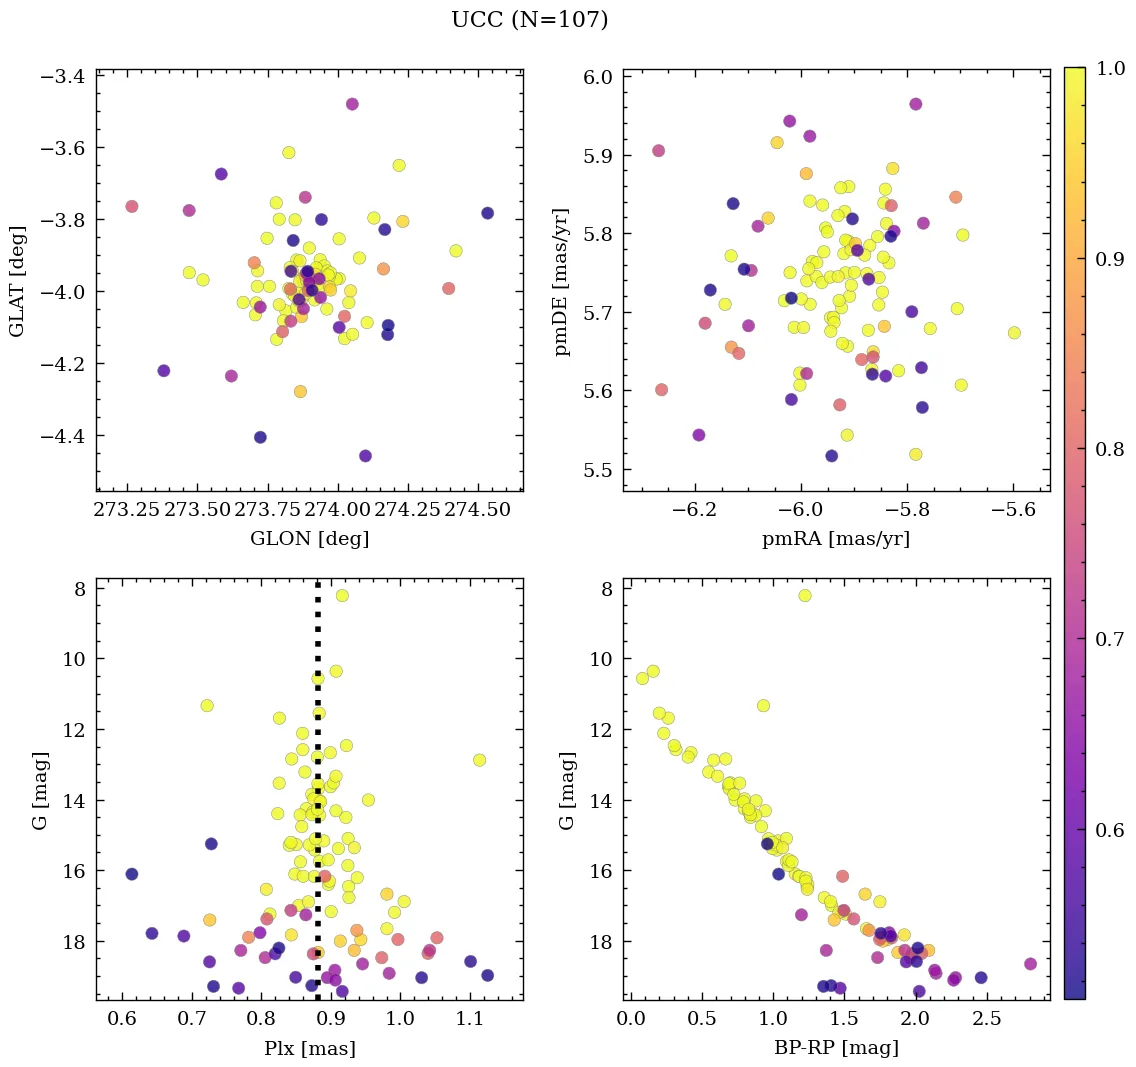 UCC (N=107)
−3.4
−3.6
−3.8
−4.0
−4.2
−4.4
GLAT [deg]
273.25 273.50 273.75 274.00 274.25 274.50
GLON [deg]
6.0
5.9
5.8
5.7
5.6
5.5
pmDE [mas/yr]
−6.2 −6.0 −5.8 −5.6
pmRA [mas/yr]
8
10
12
14
16
18
G [mag]
0.6 0.7 0.8 0.9 1.0 1.1
Plx [mas]
8
10
12
14
16
18
G [mag]
0.0 0.5 1.0 1.5 2.0 2.5
BP-RP [mag]
1.0
0.9
0.8
0.7
0.6